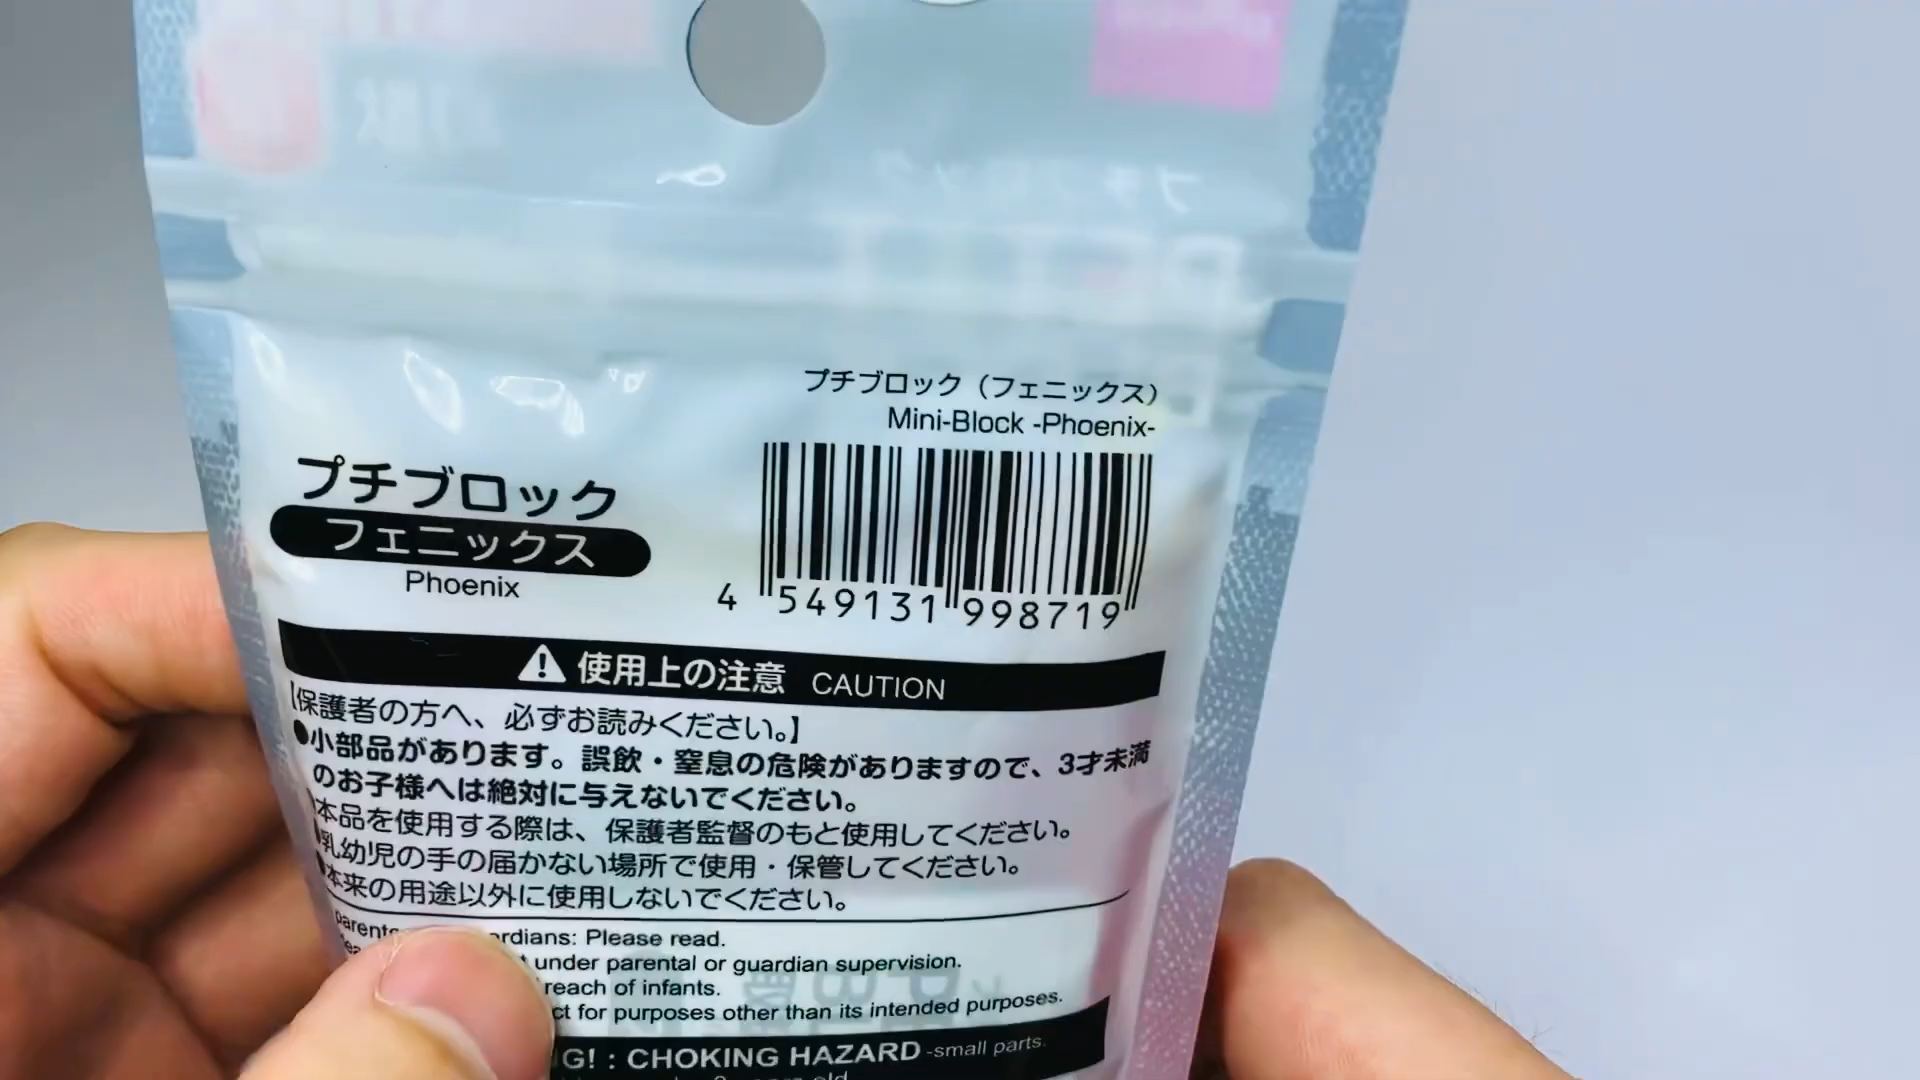 プチブロック（フェニックス）
Mini-Block -Phoenix-
4 549131 998719
プチブロック
フェニックス
Phoenix
使用上の注意 CAUTION
【保護者の方へ、必ずお読みください。】
●小部品があります。誤飲・窒息の危険がありますので、3才未満
のお子様へは絶対に与えないでください。
本品を使用する際は、保護者監督のもと使用してください。
乳幼児の手の届かない場所で使用・保管してください。
本来の用途以外に使用しないでください。
Please read.
under parental or guardian supervision.
reach of infants.
for purposes other than its intended purposes.
: CHOKING HAZARD -small parts.